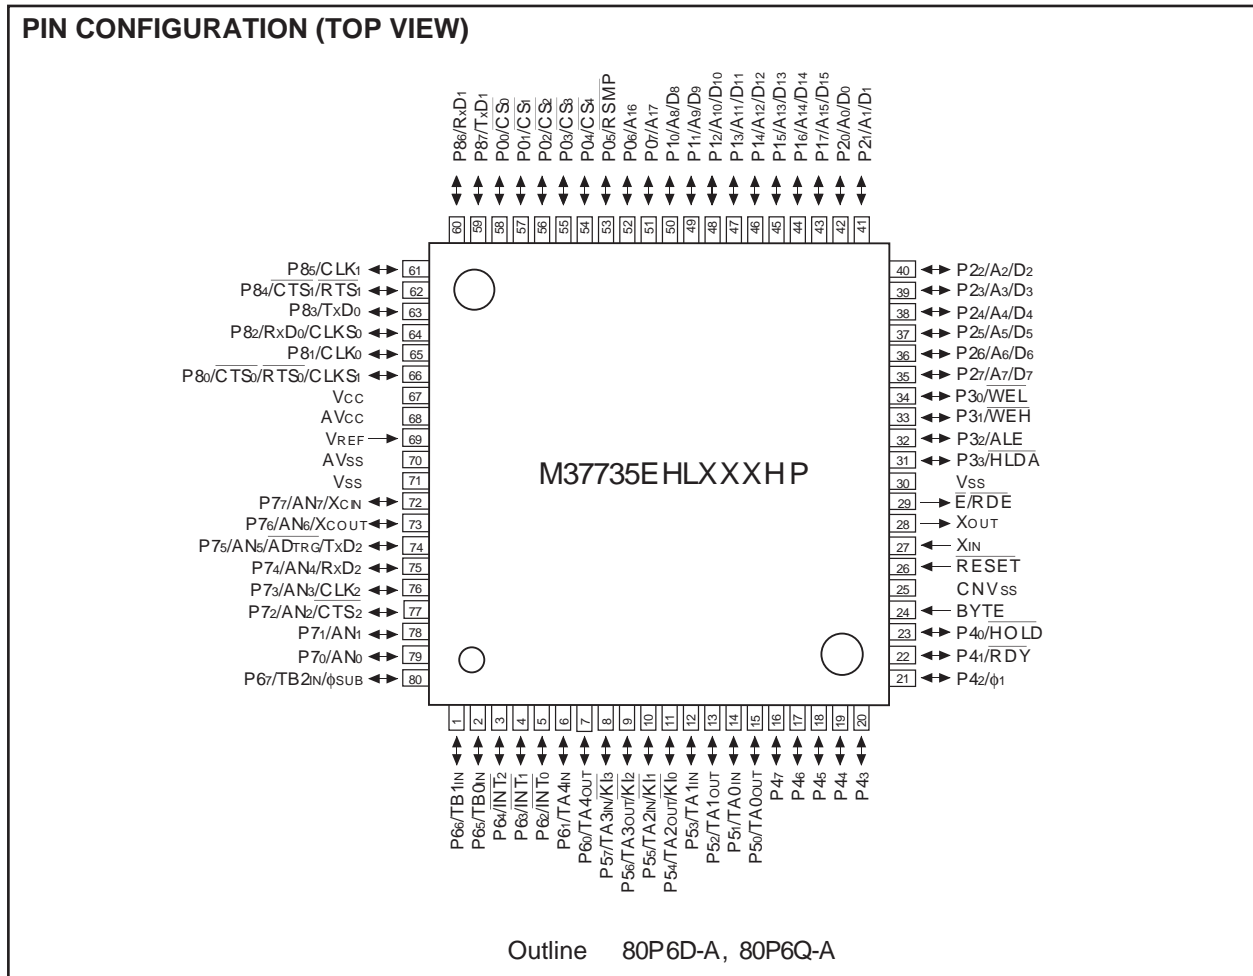 PIN CONFIGURATION (TOP VIEW)
P86/RxD1
P87/TxD1
P00/CS0
P01/CS1
P02/CS2
P03/CS3
P04/CS4
P05/RSMP
P06/A16
P07/A17
P10/A8/D8
P11/A9/D9
P12/A10/D10
P13/A11/D11
P14/A12/D12
P15/A13/D13
P16/A14/D14
P17/A15/D15
P20/A0/D0
P21/A1/D1
60 59 58 57 56 55 54 53 52 51 50 49 48 47 46 45 44 43 42 41
P85/CLK1 61
P84/CTS1/RTS1 62
P83/TxD0 63
P82/RxD0/CLKS0 64
P81/CLK0 65
P80/CTS0/RTS0/CLKS1 66
Vcc 67
AVcc 68
VREF 69
AVss 70
Vss 71
P77/AN7/XCIN 72
P76/AN6/XCOUT 73
P75/AN5/ADTRG/TxD2 74
P74/AN4/RxD2 75
P73/AN3/CLK2 76
P72/AN2/CTS2 77
P71/AN1 78
P70/AN0 79
P67/TB2IN/ϕSUB 80
M37735EHLXXXHP
40 P22/A2/D2
39 P23/A3/D3
38 P24/A4/D4
37 P25/A5/D5
36 P26/A6/D6
35 P27/A7/D7
34 P30/WEL
33 P31/WEH
32 P32/ALE
31 P33/HLDA
30 Vss
29 E/RDE
28 XOUT
27 XIN
26 RESET
25 CNVss
24 BYTE
23 P40/HOLD
22 P41/RDY
21 P42/ϕ1
1 2 3 4 5 6 7 8 9 10 11 12 13 14 15 16 17 18 19 20
P66/TB1IN
P65/TB0IN
P64/INT2
P63/INT1
P62/INT0
P61/TA4IN
P60/TA4OUT
P57/TA3IN/KI3
P56/TA3OUT/KI2
P55/TA2IN/KI1
P54/TA2OUT/KI0
P53/TA1IN
P52/TA1OUT
P51/TA0IN
P50/TA0OUT
P47
P46
P45
P44
P43
Outline 80P6D-A, 80P6Q-A